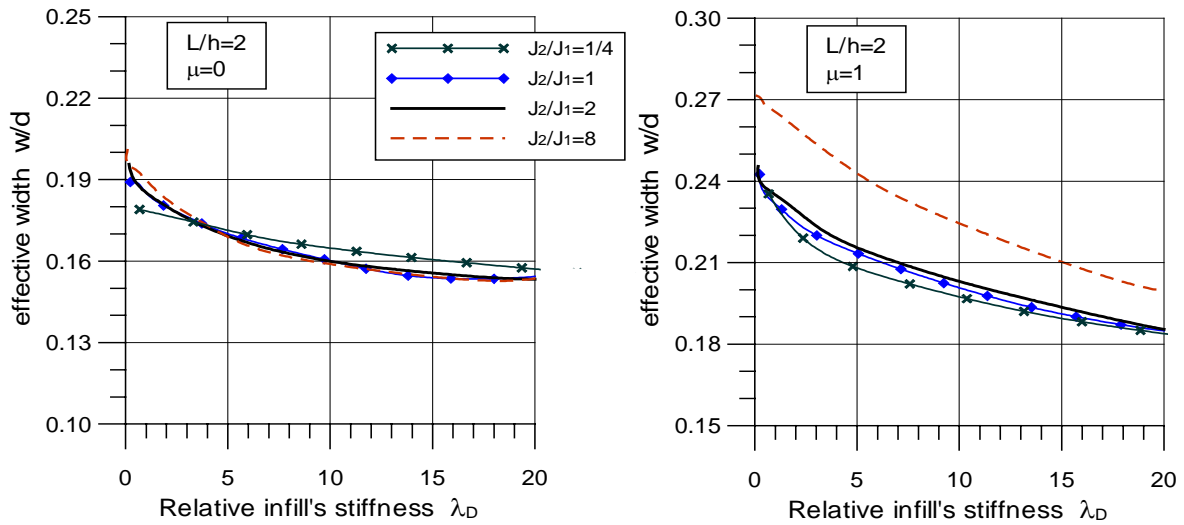 0.25
0.22
0.19
0.16
0.13
0.10
effective width w/d
L/h=2
μ=0
J2/J1=1/4
J2/J1=1
J2/J1=2
J2/J1=8
0 5 10 15 20
Relative infill's stiffness λD
0.30
0.27
0.24
0.21
0.18
0.15
effective width w/d
L/h=2
μ=1
0 5 10 15 20
Relative infill's stiffness λD